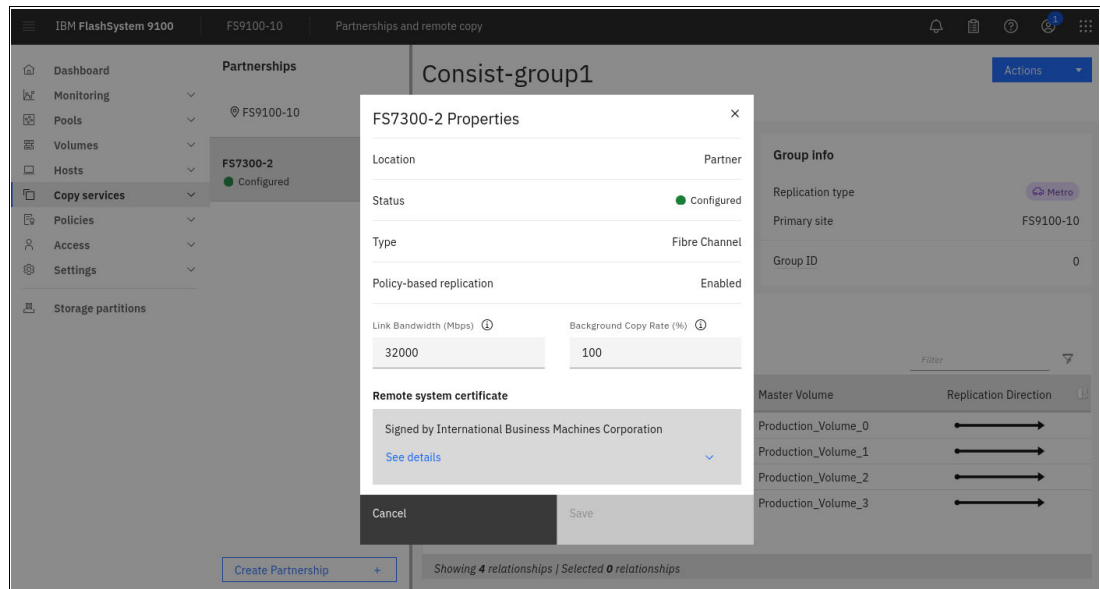 IBM FlashSystem 9100
FS9100-10
Partnerships and remote copy
1
Dashboard
Monitoring
Pools
Volumes
Hosts
Copy services
Policies
Access
Settings
Storage partitions
Partnerships
FS9100-10
FS7300-2
Configured
Create Partnership +
Consist-group1
Actions
FS7300-2 Properties
Location Partner
Status Configured
Type Fibre Channel
Policy-based replication Enabled
Link Bandwidth (Mbps) Background Copy Rate (%)
32000 100
Remote system certificate
Signed by International Business Machines Corporation
See details
Cancel Save
Group info
Replication type Metro
Primary site FS9100-10
Group ID 0
Filter
Master Volume Replication Direction
Production_Volume_0
Production_Volume_1
Production_Volume_2
Production_Volume_3
Showing 4 relationships | Selected 0 relationships